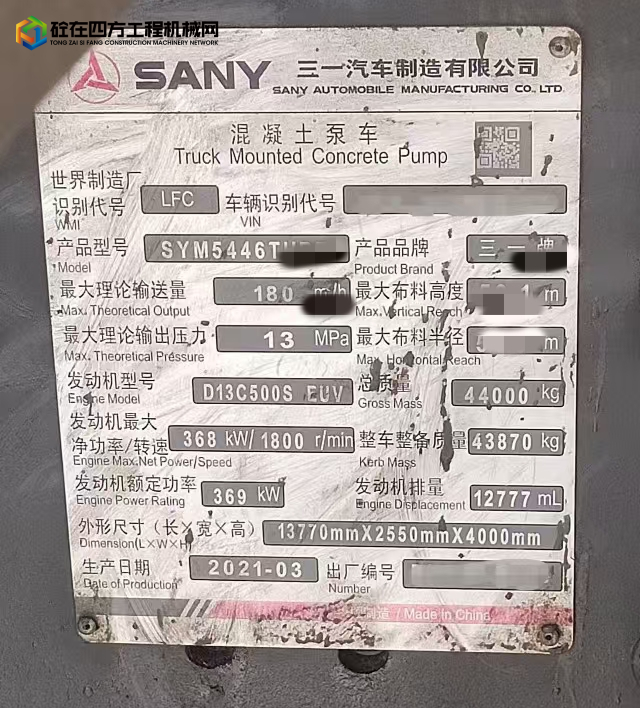 砼在四方工程机械网
TONG ZAI SI FANG CONSTRUCTION MACHINERY NETWORK
SANY 三一汽车制造有限公司
SANY AUTOMOBILE MANUFACTURING CO., LTD.
混凝土泵车
Truck Mounted Concrete Pump
世界制造厂
识别代号 LFC 车辆识别代号
WMI VIN
产品型号 SYM5446T 产品品牌 三一牌
Model Product Brand
最大理论输送量 180 m³/h 最大布料高度 m
Max. Theoretical Output Max. Vertical Reach
最大理论输出压力 13 MPa 最大布料半径 m
Max. Theoretical Pressure Max. Horizontal Reach
发动机型号 D13C500S EUV 总质量 44000 kg
Engine Model Gross Mass
发动机最大
净功率/转速 368 kW/ 1800 r/min 整车整备质量 43870 kg
Engine Max.Net Power/Speed Kerb Mass
发动机额定功率 369 kW 发动机排量 12777 mL
Engine Power Rating Engine Displacement
外形尺寸（长×宽×高） 13770mmX2550mmX4000mm
Dimension(L×W×H)
生产日期 2021-03 出厂编号
Date of Production Number
制造 / Made in China